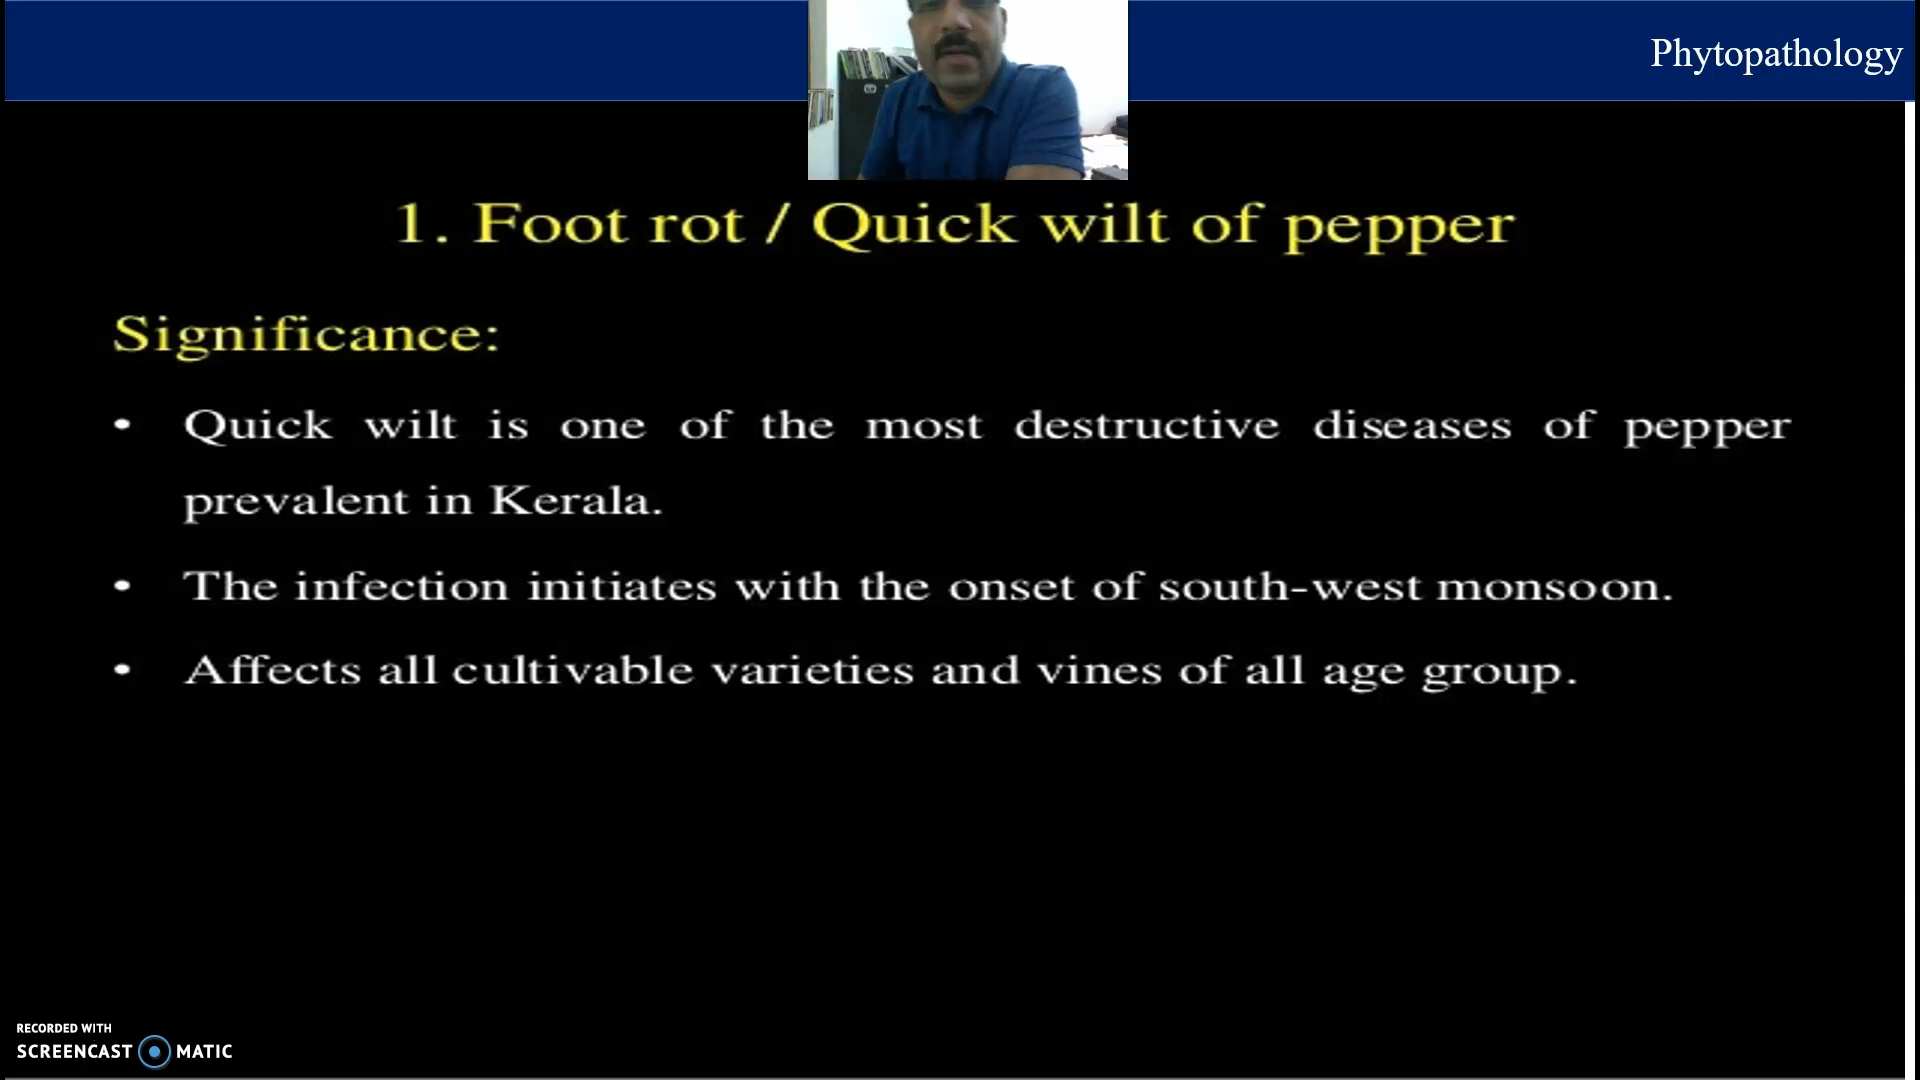 Phytopathology
1. Foot rot / Quick wilt of pepper
Significance:
• Quick wilt is one of the most destructive diseases of pepper
prevalent in Kerala.
• The infection initiates with the onset of south-west monsoon.
• Affects all cultivable varieties and vines of all age group.
RECORDED WITH
SCREENCAST MATIC